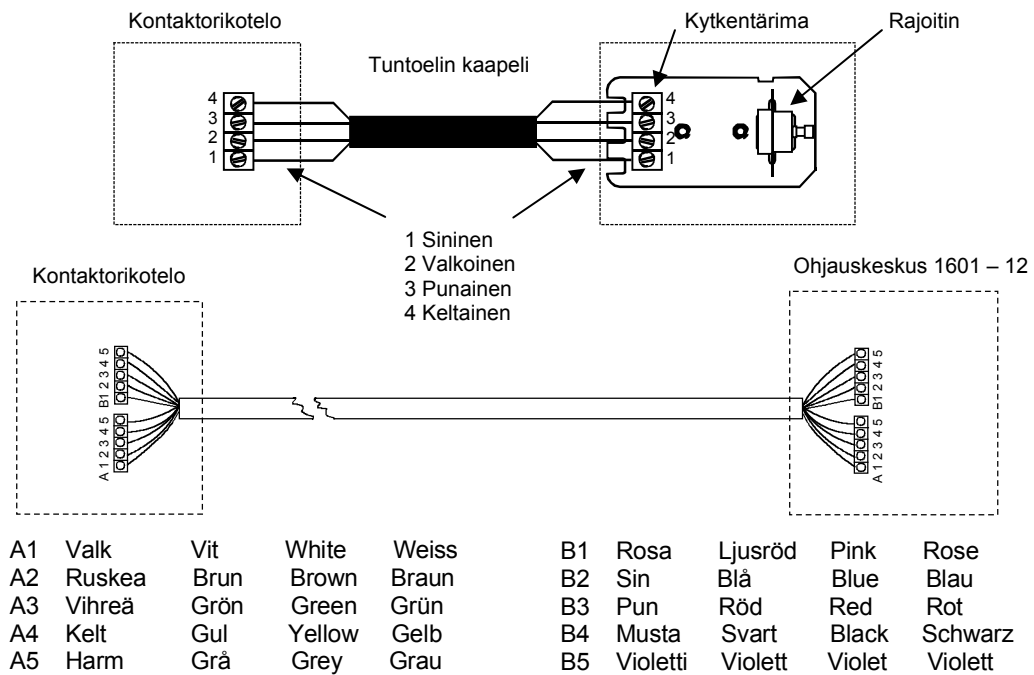 Kontaktorikotelo
Kytkentärima
Rajoitin
Tuntoelin kaapeli
4
3
2
1
4
3
2
1
1 Sininen
2 Valkoinen
3 Punainen
4 Keltainen
Kontaktorikotelo
Ohjauskeskus 1601 – 12
B1 2 3 4 5
A 1 2 3 4 5
B1 2 3 4 5
A 1 2 3 4 5
A1 Valk Vit White Weiss
A2 Ruskea Brun Brown Braun
A3 Vihreä Grön Green Grün
A4 Kelt Gul Yellow Gelb
A5 Harm Grå Grey Grau
B1 Rosa Ljusröd Pink Rose
B2 Sin Blå Blue Blau
B3 Pun Röd Red Rot
B4 Musta Svart Black Schwarz
B5 Violetti Violett Violet Violett